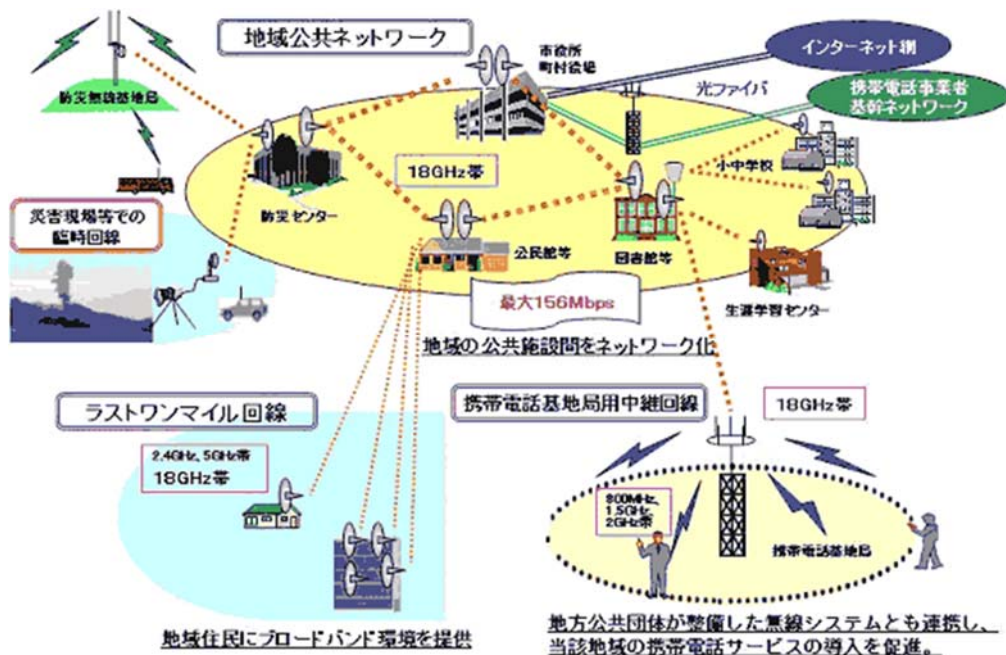 地域公共ネットワーク
市役所
町村役場
インターネット網
光ファイバ
携帯電話事業者
基幹ネットワーク
防災無線基地局
小中学校
18GHz帯
防災センター
災害現場等での
臨時回線
公民館等
図書館等
生涯学習センター
最大156Mbps
地域の公共施設間をネットワーク化
ラストワンマイル回線
2.4GHz、5GHz帯
18GHz帯
地域住民にブロードバンド環境を提供
携帯電話基地局用中継回線
18GHz帯
800MHz、
1.5GHz、
2GHz帯
携帯電話基地局
地方公共団体が整備した無線システムとも連携し、
当該地域の携帯電話サービスの導入を促進。